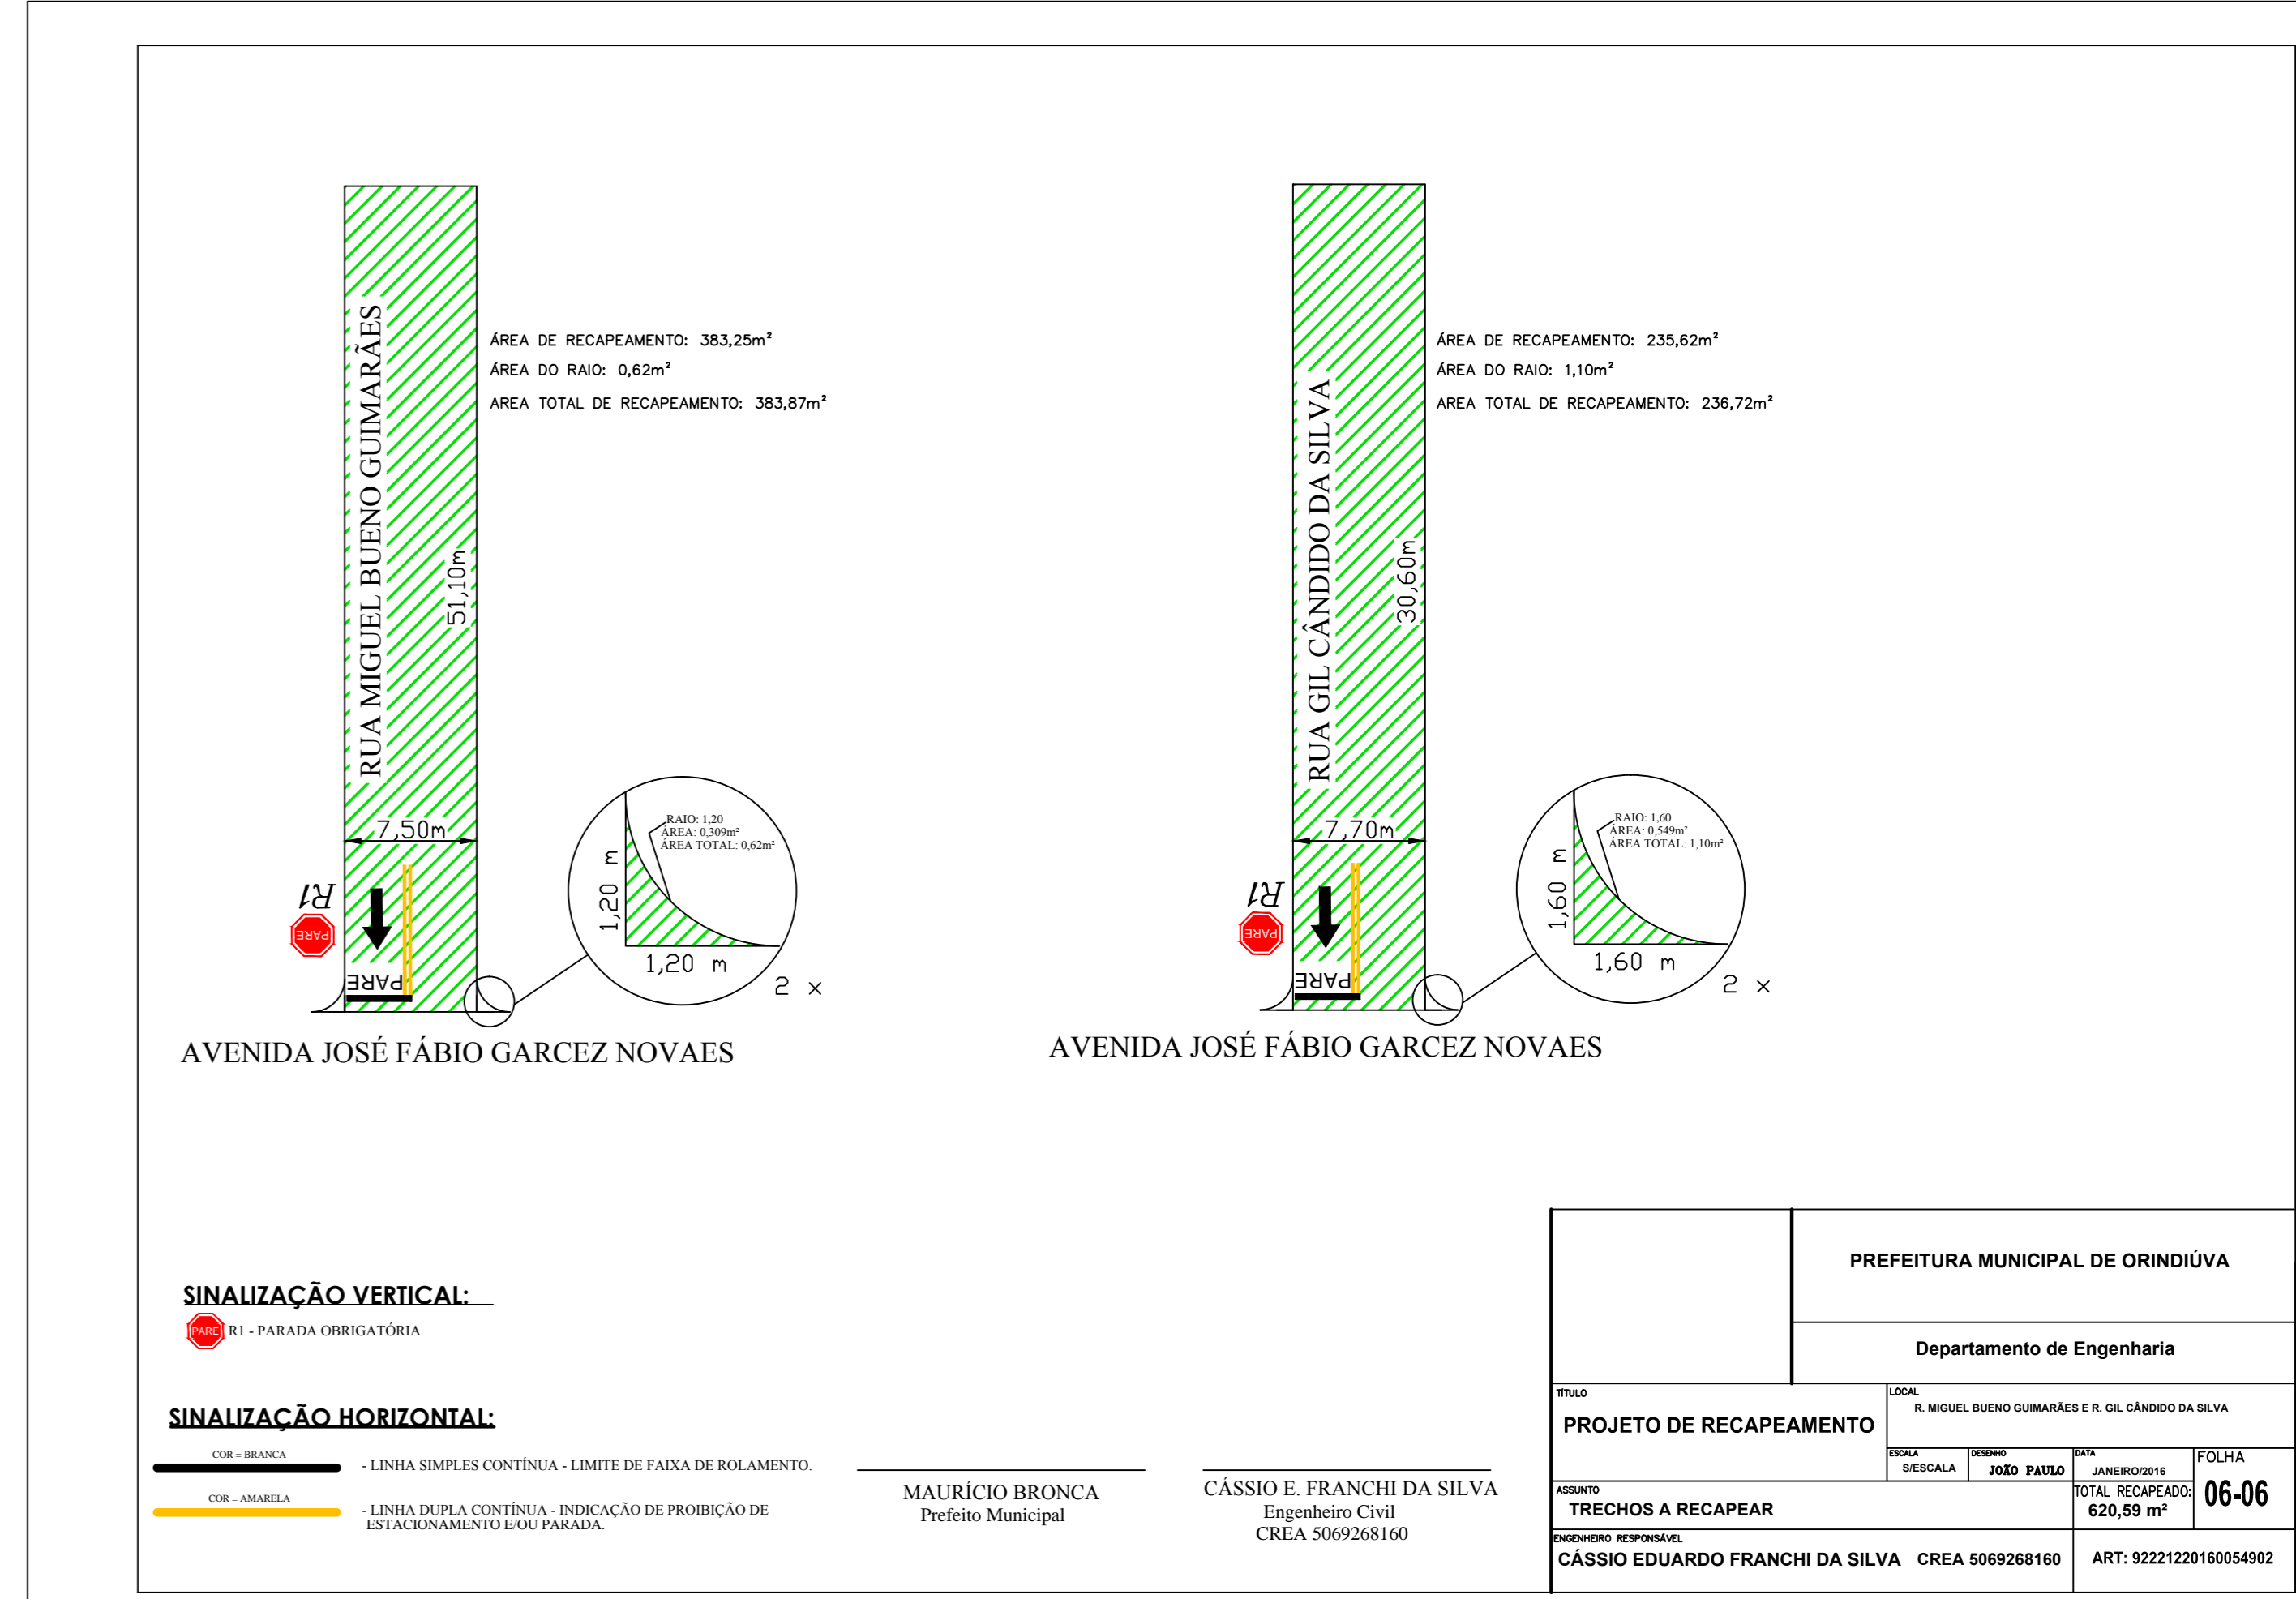 RUA MIGUEL BUENO GUIMARÃES
51,10m
7,50m
ÁREA DE RECAPEAMENTO: 383,25m²
ÁREA DO RAIO: 0,62m²
AREA TOTAL DE RECAPEAMENTO: 383,87m²
RAIO: 1,20
ÁREA: 0,309m²
ÁREA TOTAL: 0,62m²
1,20 m
1,20 m
2 x
R1
PARE
PARE
AVENIDA JOSÉ FÁBIO GARCEZ NOVAES
RUA GIL CÂNDIDO DA SILVA
30,60m
7,70m
ÁREA DE RECAPEAMENTO: 235,62m²
ÁREA DO RAIO: 1,10m²
AREA TOTAL DE RECAPEAMENTO: 236,72m²
RAIO: 1,60
ÁREA: 0,549m²
ÁREA TOTAL: 1,10m²
1,60 m
1,60 m
2 x
R1
PARE
PARE
AVENIDA JOSÉ FÁBIO GARCEZ NOVAES
SINALIZAÇÃO VERTICAL:
PARE R1 - PARADA OBRIGATÓRIA
SINALIZAÇÃO HORIZONTAL:
COR = BRANCA
- LINHA SIMPLES CONTÍNUA - LIMITE DE FAIXA DE ROLAMENTO.
COR = AMARELA
- LINHA DUPLA CONTÍNUA - INDICAÇÃO DE PROIBIÇÃO DE
ESTACIONAMENTO E/OU PARADA.
MAURÍCIO BRONCA
Prefeito Municipal
CÁSSIO E. FRANCHI DA SILVA
Engenheiro Civil
CREA 5069268160
PREFEITURA MUNICIPAL DE ORINDIÚVA
Departamento de Engenharia
TÍTULO
PROJETO DE RECAPEAMENTO
LOCAL
R. MIGUEL BUENO GUIMARÃES E R. GIL CÂNDIDO DA SILVA
ESCALA
S/ESCALA
DESENHO
JOÃO PAULO
DATA
JANEIRO/2016
FOLHA
06-06
ASSUNTO
TRECHOS A RECAPEAR
TOTAL RECAPEADO:
620,59 m²
ENGENHEIRO RESPONSÁVEL
CÁSSIO EDUARDO FRANCHI DA SILVA CREA 5069268160
ART: 92221220160054902